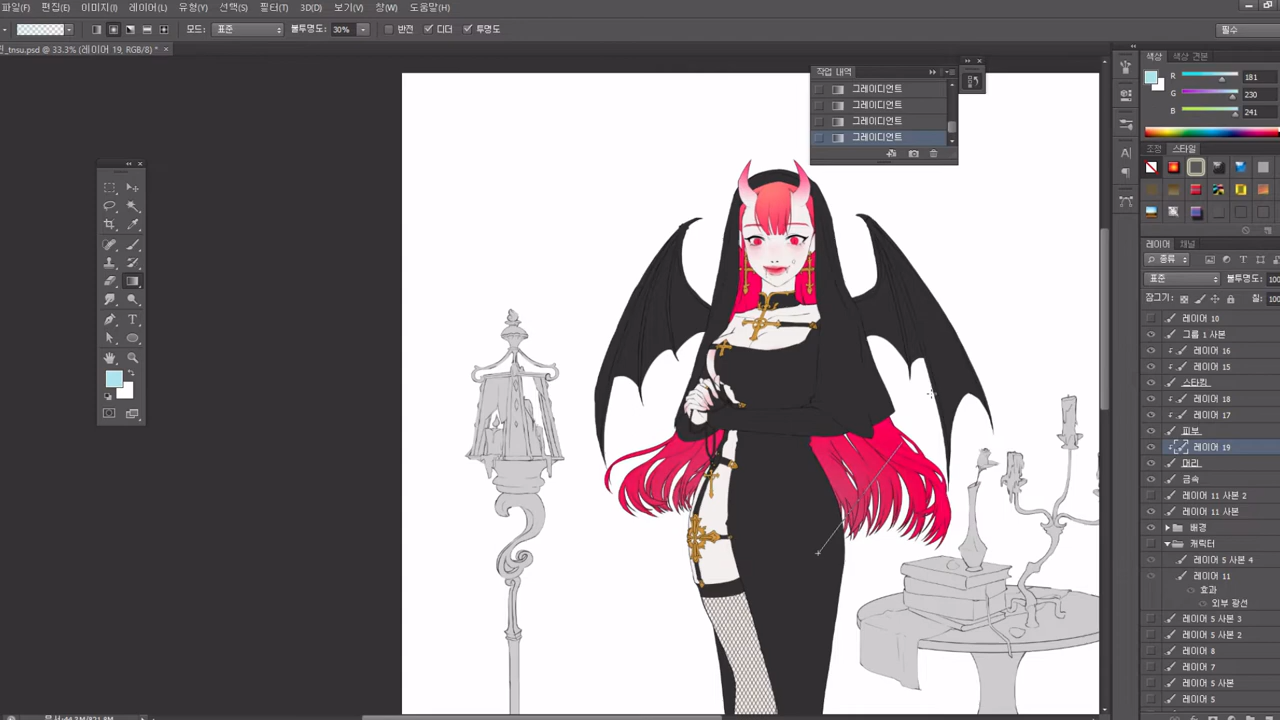 파일(F) 편집(E) 이미지(I) 레이어(L) 유형(Y) 선택(S) 필터(T) 3D(D) 보기(V) 창(W) 도움말(H)
모드: 표준 불투명도: 30% 반전 디더 투명도 필수
_tnsu.psd @ 33.3% (레이어 19, RGB/8) *
색상 색상 견본
작업 내역
R 181
그레이디언트
G 230
그레이디언트
B 241
그레이디언트
그레이디언트
조정 스타일
레이어 채널
종류
표준 불투명도: 100
잠그기: 칠: 100
레이어 10
그룹 1 사본
레이어 16
레이어 15
스타킹
레이어 18
레이어 17
피부
레이어 19
머리
금속
레이어 11 사본 2
레이어 11 사본
배경
캐릭터
레이어 5 사본 4
레이어 11
효과
외부 광선
레이어 5 사본 3
레이어 5 사본 2
레이어 8
레이어 7
레이어 5 사본
레이어 5